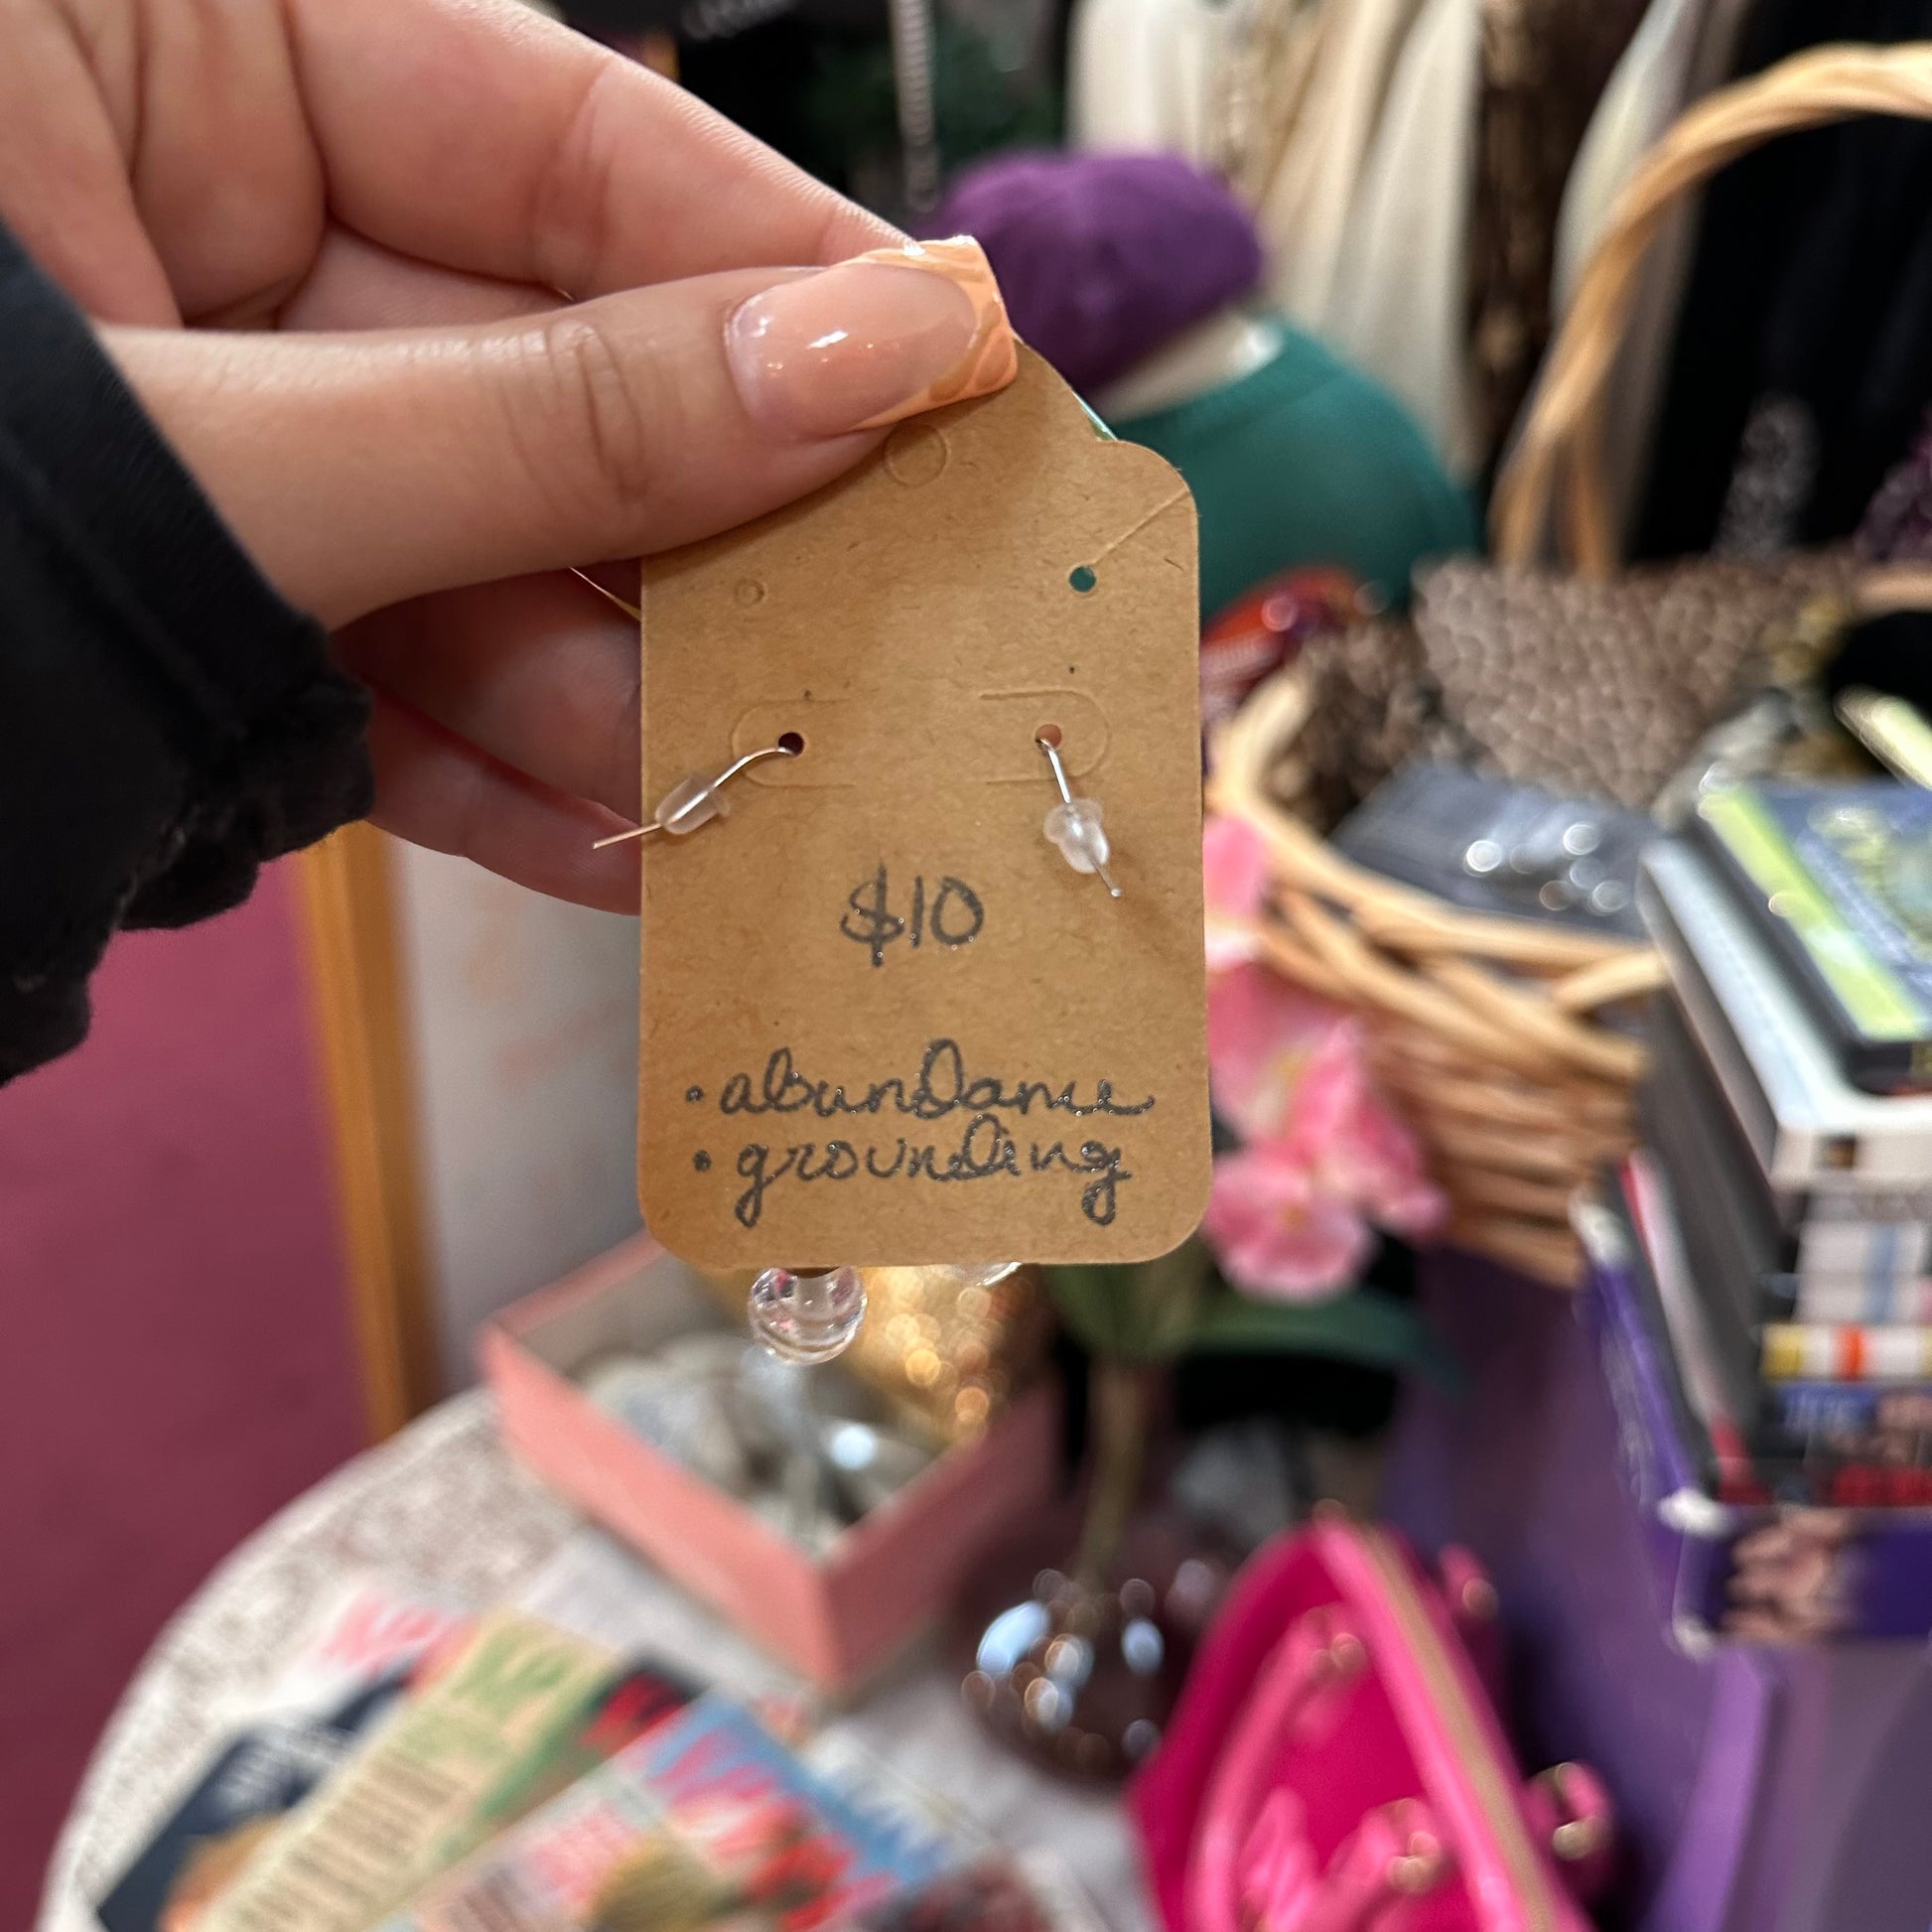 $10
• abundance
• grounding